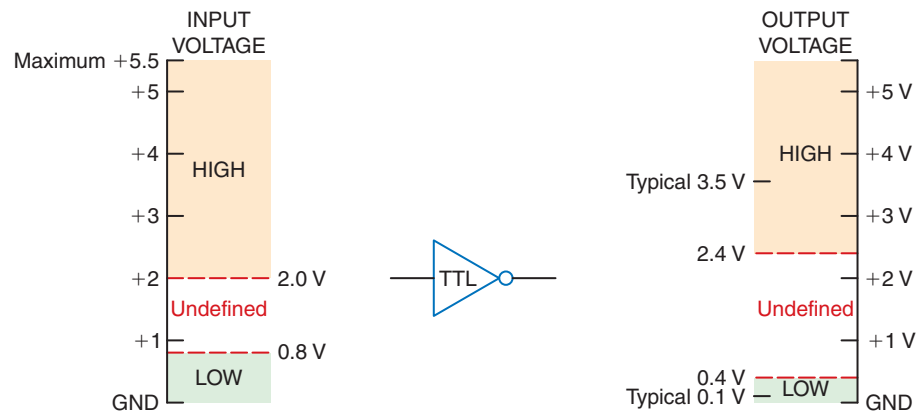 INPUT
VOLTAGE
Maximum +5.5
+5
+4
HIGH
+3
+2
2.0 V
Undefined
+1
0.8 V
LOW
GND
TTL
OUTPUT
VOLTAGE
+5 V
HIGH
+4 V
Typical 3.5 V
+3 V
2.4 V
+2 V
Undefined
+1 V
0.4 V
LOW
Typical 0.1 V
GND